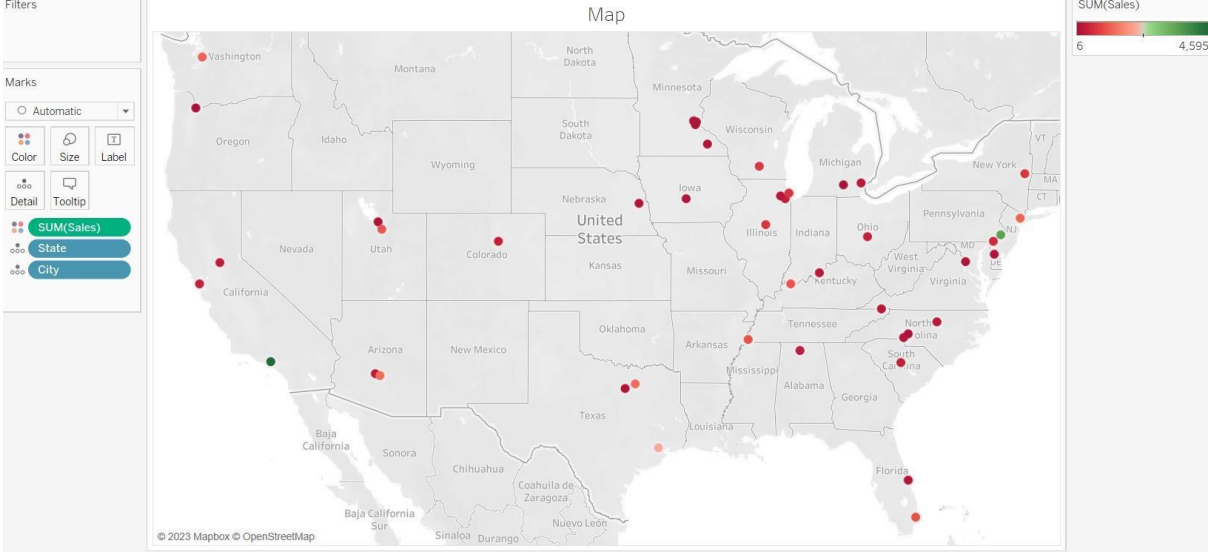 Filters
Marks
Automatic
Color
Size
Label
Detail
Tooltip
SUM(Sales)
State
City
Map
Washington
Montana
North
Dakota
Minnesota
Oregon
Idaho
South
Dakota
Wisconsin
Michigan
VT
New York
MA
CT
Wyoming
Iowa
Nebraska
United
States
Pennsylvania
NJ
Nevada
Utah
Colorado
Illinois
Indiana
Ohio
MD
DE
West
Virginia
Kansas
Missouri
Kentucky
Virginia
California
Oklahoma
Tennessee
North
olina
Arizona
New Mexico
Arkansas
South
Car
ina
Mississippi
Alabama
Georgia
Texas
Louisiana
Baja
California
Sonora
Chihuahua
Florida
Coahuila de
Zaragoza
Baja California
Sur
Nuevo León
Sinaloa
Durango
© 2023 Mapbox © OpenStreetMap
SUM(Sales)
6
4,595